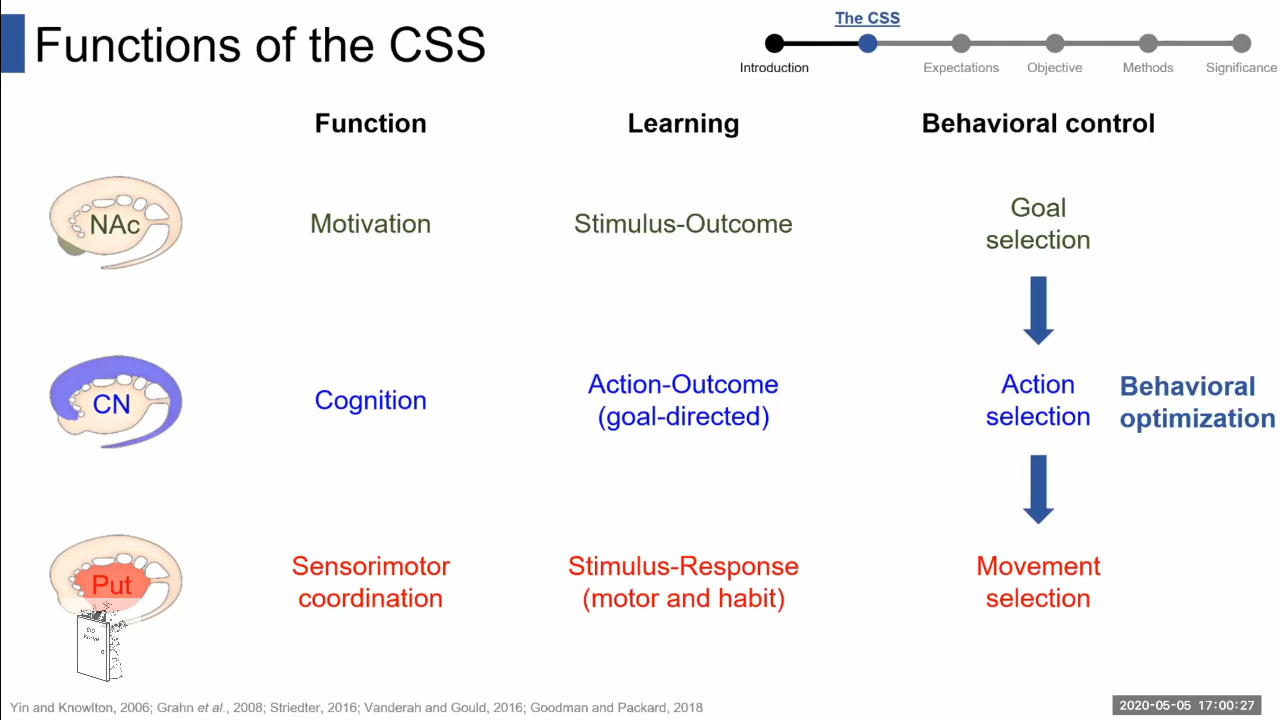 Functions of the CSS
The CSS
Introduction
Expectations
Objective
Methods
Significance
Function
Learning
Behavioral control
NAc
Motivation
Stimulus-Outcome
Goal
selection
CN
Cognition
Action-Outcome
(goal-directed)
Action
selection
Behavioral
optimization
Put
Sensorimotor
coordination
Stimulus-Response
(motor and habit)
Movement
selection
Yin and Knowlton, 2006; Grahn et al., 2008; Striedter, 2016; Vanderah and Gould, 2016; Goodman and Packard, 2018
2020-05-05 17:00:27